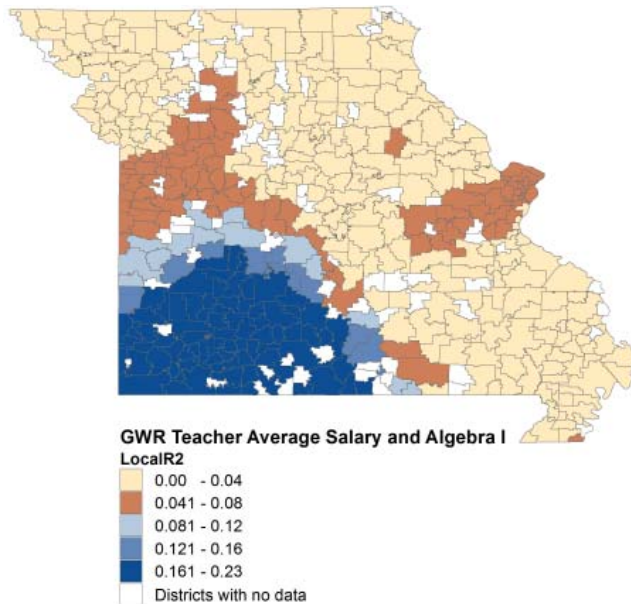 GWR Teacher Average Salary and Algebra I
LocalR2
0.00 - 0.04
0.041 - 0.08
0.081 - 0.12
0.121 - 0.16
0.161 - 0.23
Districts with no data